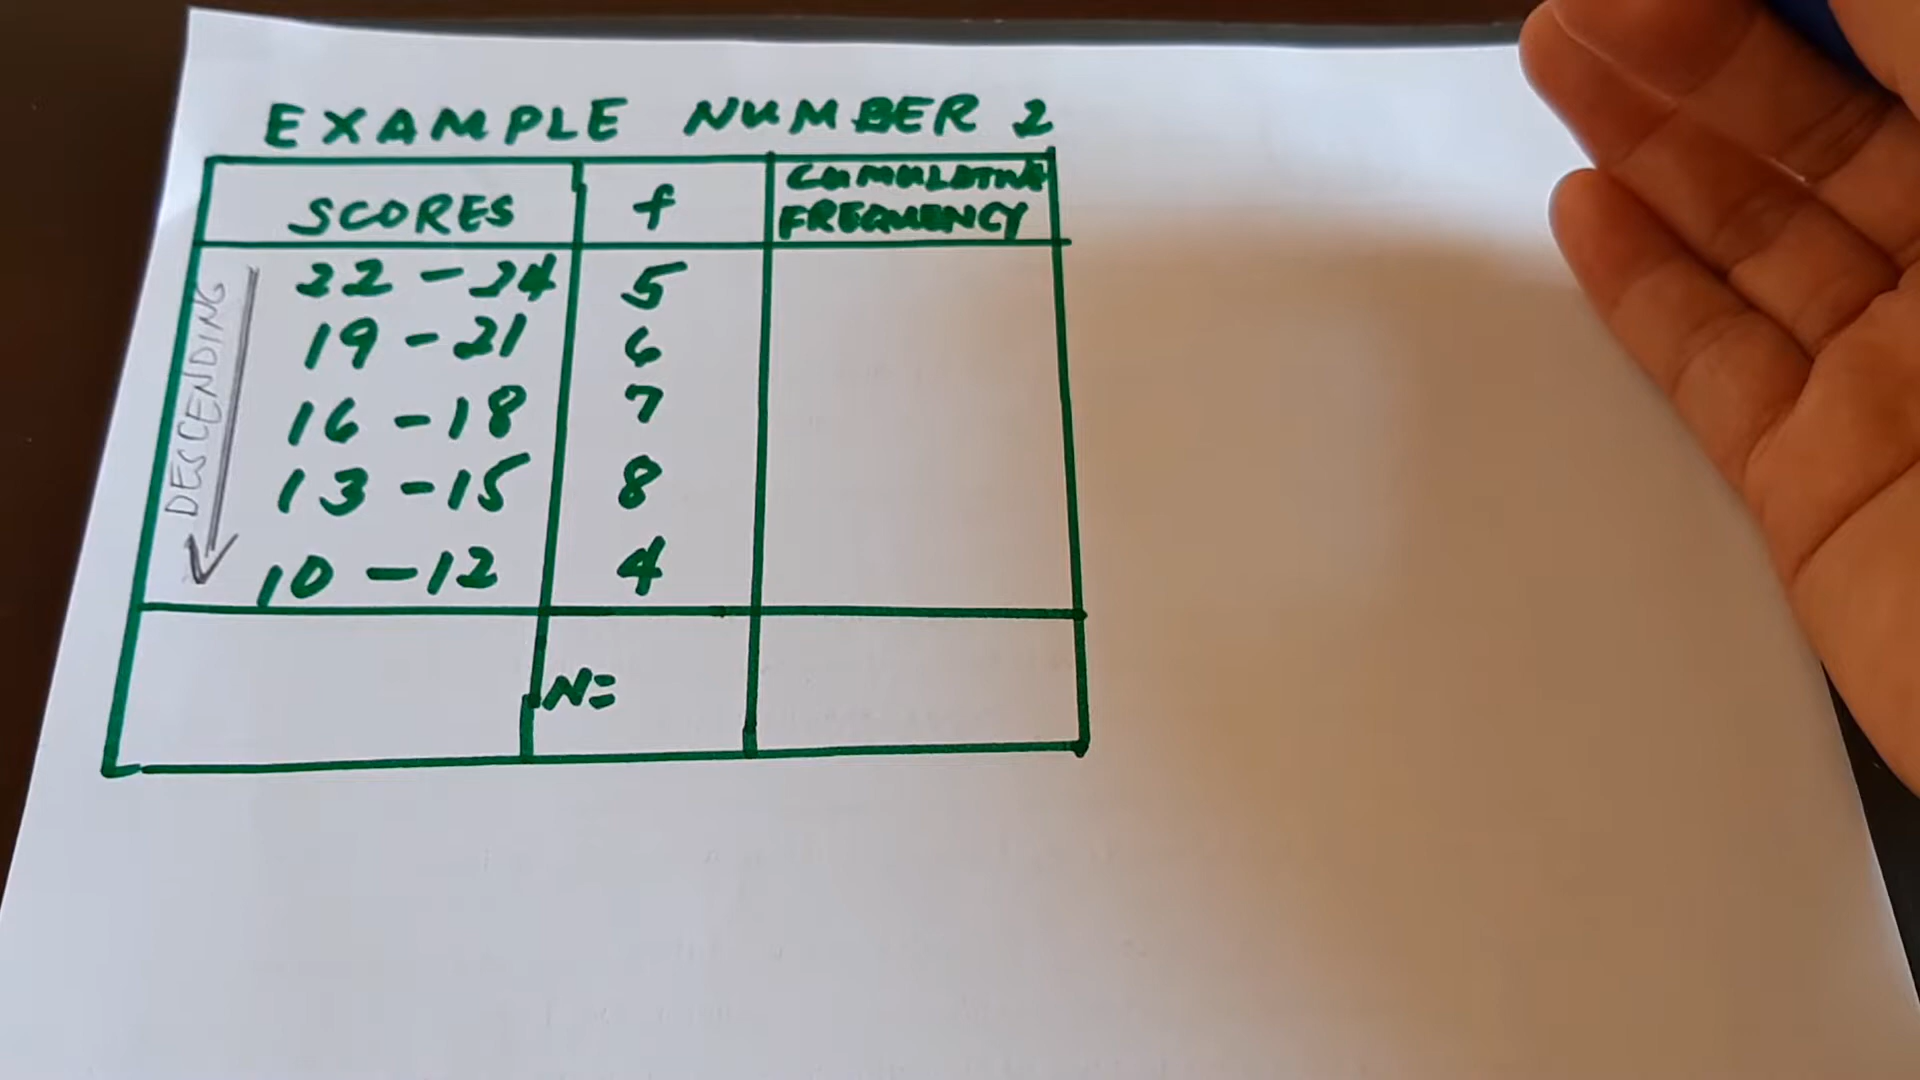 EXAMPLE NUMBER 2
SCORES f CUMULATIVE FREQUENCY
DESCENDING
22 - 24 5
19 - 21 6
16 - 18 7
13 - 15 8
10 - 12 4
N=